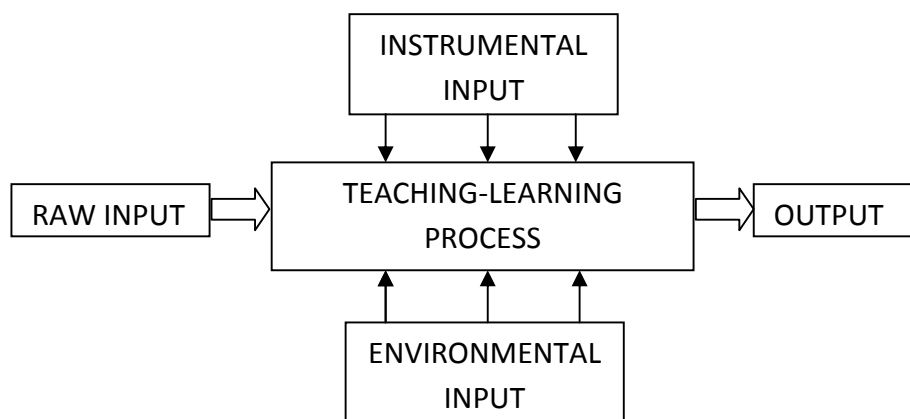 INSTRUMENTAL
INPUT
RAW INPUT
TEACHING-LEARNING
PROCESS
OUTPUT
ENVIRONMENTAL
INPUT